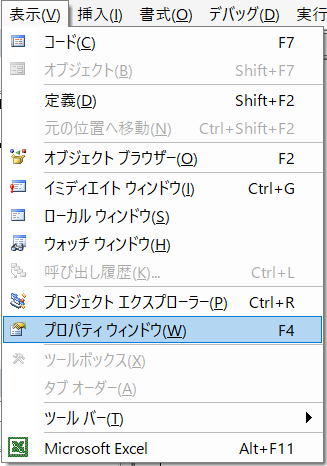 表示(V) 挿入(I) 書式(O) デバッグ(D) 実行
コード(C) F7
オブジェクト(B) Shift+F7
定義(D) Shift+F2
元の位置へ移動(N) Ctrl+Shift+F2
オブジェクト ブラウザー(O) F2
イミディエイト ウィンドウ(I) Ctrl+G
ローカル ウィンドウ(S)
ウォッチ ウィンドウ(H)
呼び出し履歴(K)... Ctrl+L
プロジェクト エクスプローラー(P) Ctrl+R
プロパティ ウィンドウ(W) F4
ツールボックス(X)
タブ オーダー(A)
ツール バー(T)
Microsoft Excel Alt+F11